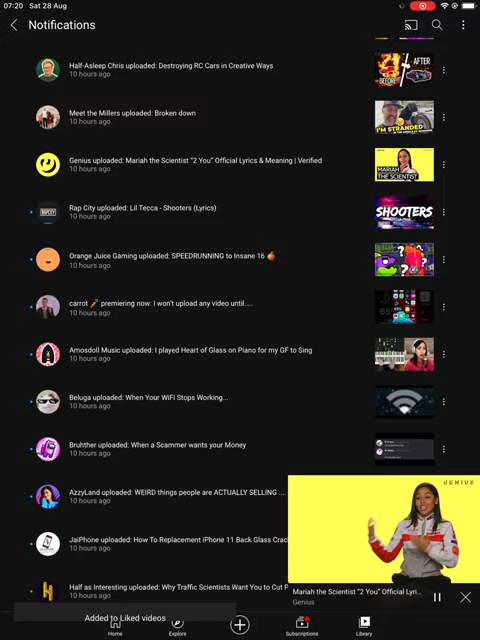 07:20 Sat 28 Aug
Notifications
Half-Asleep Chris uploaded: Destroying RC Cars in Creative Ways
10 hours ago
BEFORE
AFTER
Meet the Millers uploaded: Broken down
10 hours ago
I'M STRANDED
Genius uploaded: Mariah the Scientist "2 You" Official Lyrics & Meaning | Verified
10 hours ago
MARIAH
THE SCIENTIST
Rap City uploaded: Lil Tecca - Shooters (Lyrics)
10 hours ago
RAPCITY
SHOOTERS
Orange Juice Gaming uploaded: SPEEDRUNNING to Insane 16 🍊
10 hours ago
carrot 🥕 premiering now: I won't upload any video until.....
10 hours ago
Amosdoll Music uploaded: I played Heart of Glass on Piano for my GF to Sing
10 hours ago
Beluga uploaded: When Your WiFi Stops Working...
10 hours ago
Bruhther uploaded: When a Scammer wants your Money
10 hours ago
AzzyLand uploaded: WEIRD things people are ACTUALLY SELLING ....
10 hours ago
GENIUS
JaiPhone uploaded: How To Replacement iPhone 11 Back Glass Crac
10 hours ago
Half as Interesting uploaded: Why Traffic Scientists Want to Cut P
10 hours ago
Mariah the Scientist "2 You" Official Lyri...
Genius
Added to Liked videos
Home
Explore
Subscriptions
Library